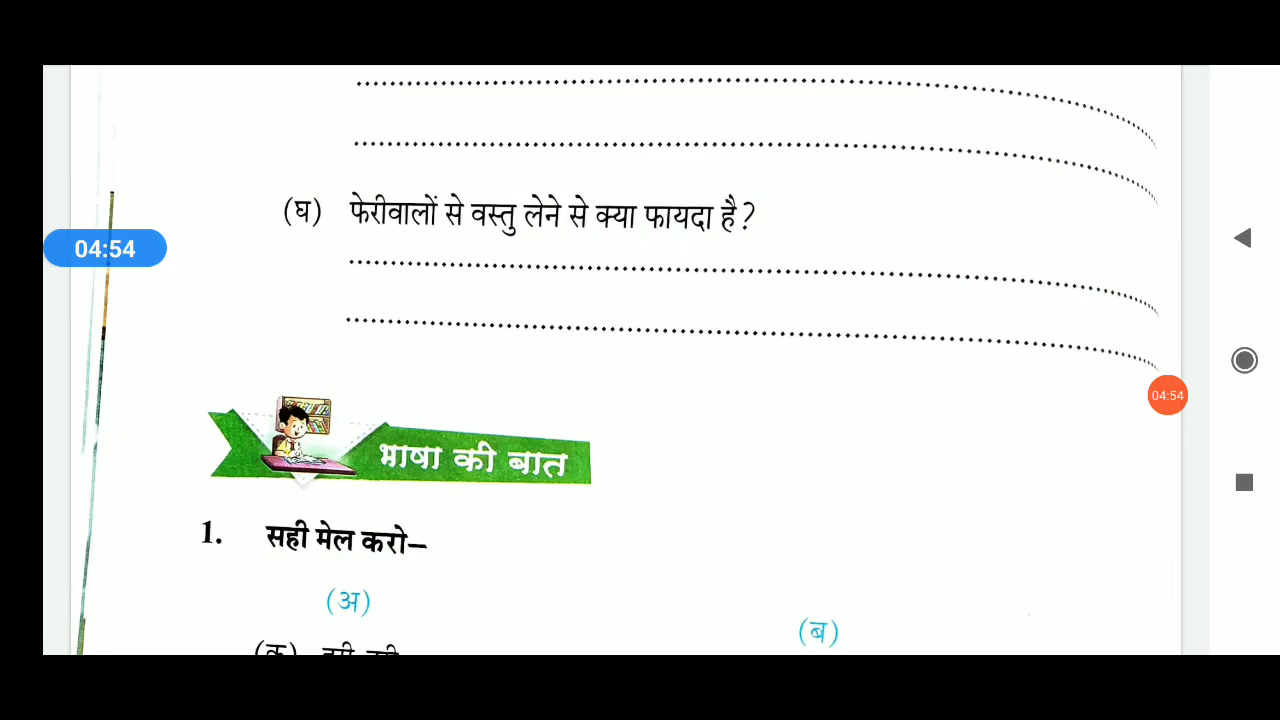 (घ) फेरीवालों से वस्तु लेने से क्या फायदा है?
04:54
04:54
भाषा की बात
1. सही मेल करो–
(अ)
(ब)
(क)